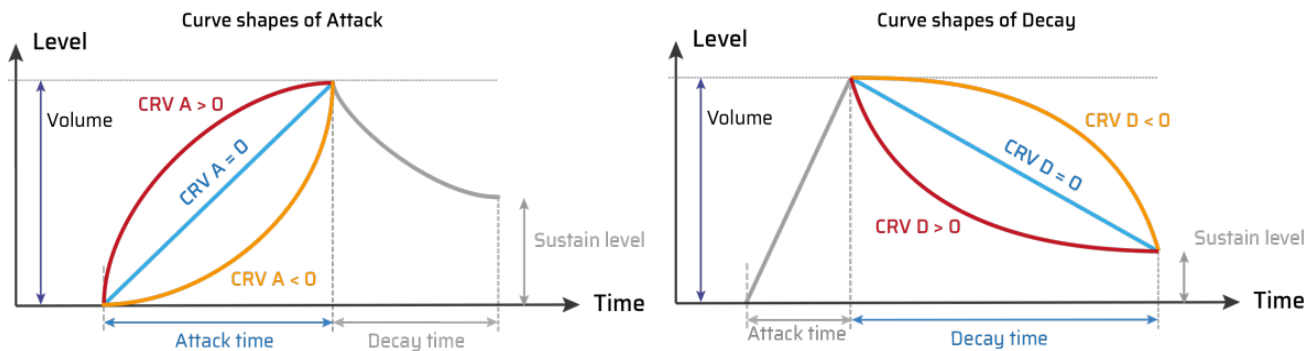 Curve shapes of Attack
Level
CRV A > 0
Volume
CRV A = 0
CRV A < 0
Sustain level
Time
Attack time
Decay time
Curve shapes of Decay
Level
Volume
CRV D < 0
CRV D = 0
CRV D > 0
Sustain level
Time
Attack time
Decay time